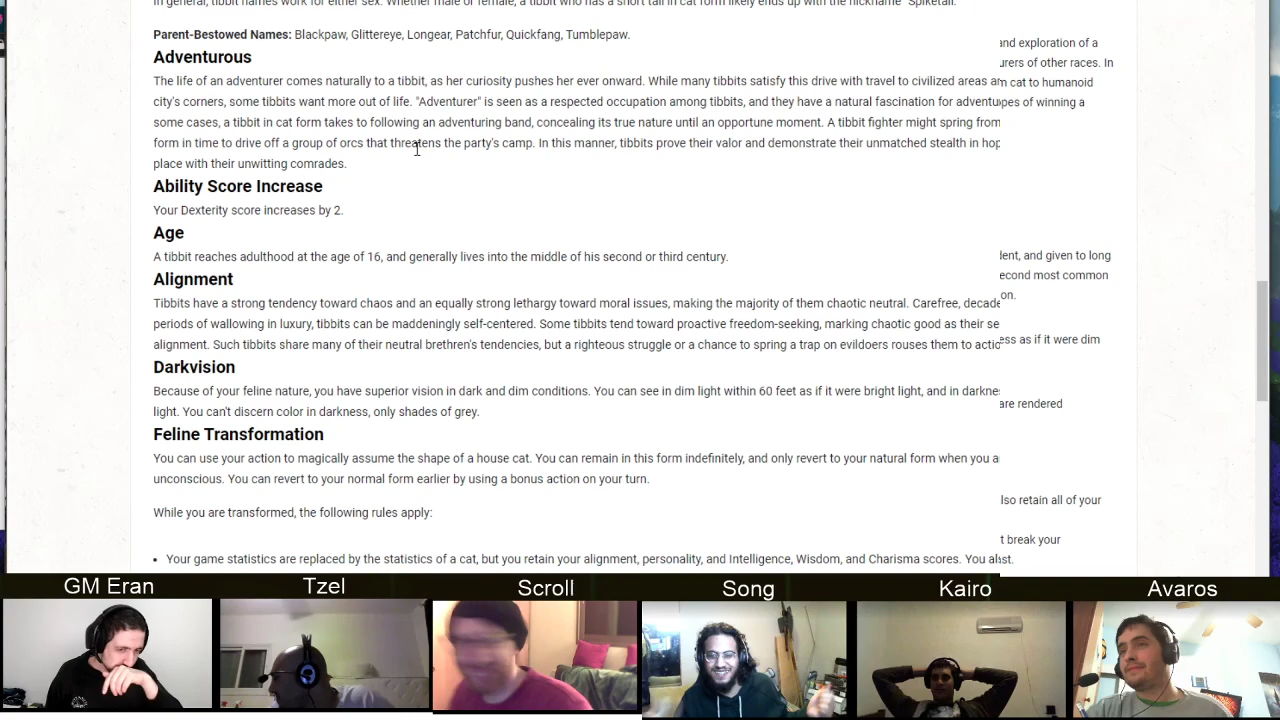 In general, tibbit names work for either sex. Whether male or female, a tibbit who has a short tail in cat form likely ends up with the nickname "Spiketail."
Parent-Bestowed Names: Blackpaw, Glittereye, Longear, Patchfur, Quickfang, Tumblepaw.
Adventurous
and exploration of a
The life of an adventurer comes naturally to a tibbit, as her curiosity pushes her ever onward. While many tibbits satisfy this drive with travel to civilized areas
urers of other races. In
city's corners, some tibbits want more out of life. "Adventurer" is seen as a respected occupation among tibbits, and they have a natural fascination for adventu
m cat to humanoid
pes of winning a
some cases, a tibbit in cat form takes to following an adventuring band, concealing its true nature until an opportune moment. A tibbit fighter might spring from
form in time to drive off a group of orcs that threatens the party's camp. In this manner, tibbits prove their valor and demonstrate their unmatched stealth in hop
place with their unwitting comrades.
Ability Score Increase
Your Dexterity score increases by 2.
Age
A tibbit reaches adulthood at the age of 16, and generally lives into the middle of his second or third century.
lent, and given to long
Alignment
econd most common
on.
Tibbits have a strong tendency toward chaos and an equally strong lethargy toward moral issues, making the majority of them chaotic neutral. Carefree, decade
periods of wallowing in luxury, tibbits can be maddeningly self-centered. Some tibbits tend toward proactive freedom-seeking, marking chaotic good as their se
alignment. Such tibbits share many of their neutral brethren's tendencies, but a righteous struggle or a chance to spring a trap on evildoers rouses them to actio
ess as if it were dim
Darkvision
Because of your feline nature, you have superior vision in dark and dim conditions. You can see in dim light within 60 feet as if it were bright light, and in darkne
are rendered
light. You can't discern color in darkness, only shades of grey.
Feline Transformation
You can use your action to magically assume the shape of a house cat. You can remain in this form indefinitely, and only revert to your natural form when you a
unconscious. You can revert to your normal form earlier by using a bonus action on your turn.
lso retain all of your
While you are transformed, the following rules apply:
t break your
• Your game statistics are replaced by the statistics of a cat, but you retain your alignment, personality, and Intelligence, Wisdom, and Charisma scores. You als
t.
GM Eran
Tzel
Scroll
Song
Kairo
Avaros